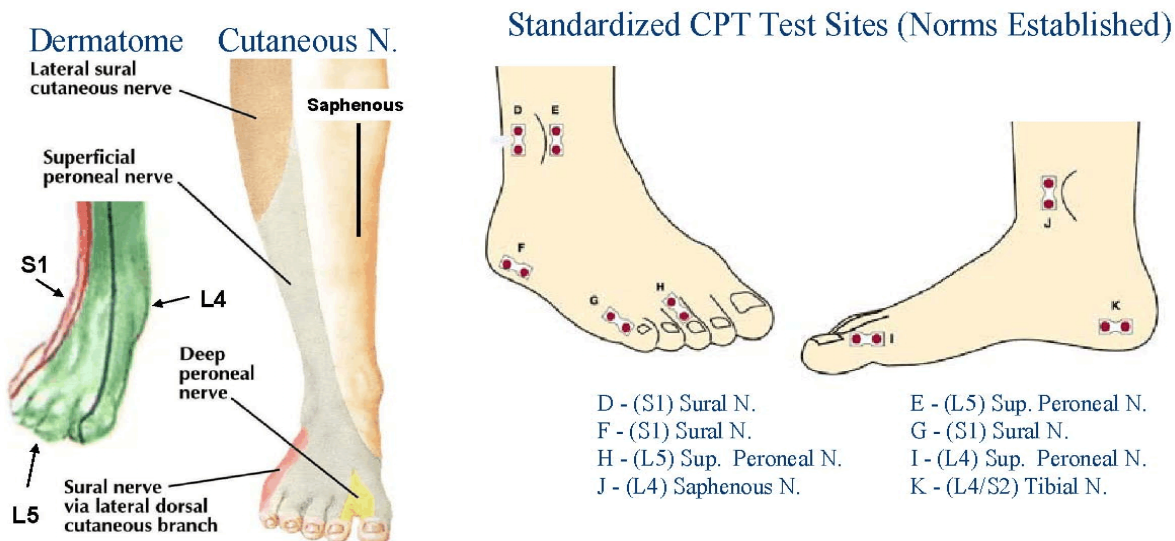 Dermatome
Cutaneous N.
Standardized CPT Test Sites (Norms Established)
Lateral sural
cutaneous nerve
Saphenous
Superficial
peroneal nerve
S1
L4
L5
Deep
peroneal
nerve
Sural nerve
via lateral dorsal
cutaneous branch
D
E
F
G
H
J
I
K
D - (S1) Sural N.
F - (S1) Sural N.
H - (L5) Sup. Peroneal N.
J - (L4) Saphenous N.
E - (L5) Sup. Peroneal N.
G - (S1) Sural N.
I - (L4) Sup. Peroneal N.
K - (L4/S2) Tibial N.